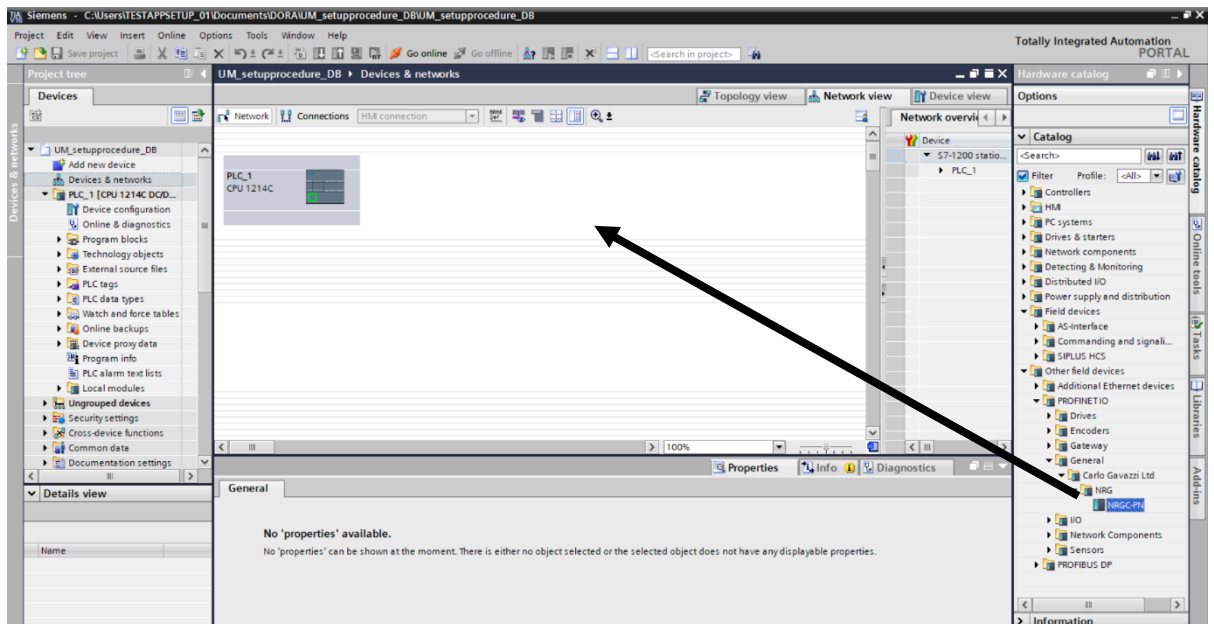 Siemens - C:\Users\TESTAPPSETUP_01\Documents\DORA\UM_setupprocedure_DB\UM_setupprocedure_DB
Project Edit View Insert Online Options Tools Window Help
Totally Integrated Automation
PORTAL
Save project Go online Go offline <Search in project>
Project tree
UM_setupprocedure_DB Devices & networks
Hardware catalog
Devices
Topology view Network view Device view
Options
Network Connections HMI connection
Network overvi
Device
S7-1200 statio...
PLC_1
PLC_1
CPU 1214C
UM_setupprocedure_DB
Add new device
Devices & networks
PLC_1 [CPU 1214C DC/D...
Device configuration
Online & diagnostics
Program blocks
Technology objects
External source files
PLC tags
PLC data types
Watch and force tables
Online backups
Device proxy data
Program info
PLC alarm text lists
Local modules
Ungrouped devices
Security settings
Cross-device functions
Common data
Documentation settings
Details view
Name
Devices & networks
100%
Properties Info Diagnostics
General
No 'properties' available.
No 'properties' can be shown at the moment. There is either no object selected or the selected object does not have any displayable properties.
Catalog
<Search>
Filter Profile: <All>
Controllers
HMI
PC systems
Drives & starters
Network components
Detecting & Monitoring
Distributed I/O
Power supply and distribution
Field devices
AS-Interface
Commanding and signali...
SIPLUS HCS
Other field devices
Additional Ethernet devices
PROFINET IO
Drives
Encoders
Gateway
General
Carlo Gavazzi Ltd
NRG
NRGC-PN
I/O
Network Components
Sensors
PROFIBUS DP
Information
Hardware catalog
Online tools
Tasks
Libraries
Add-ins